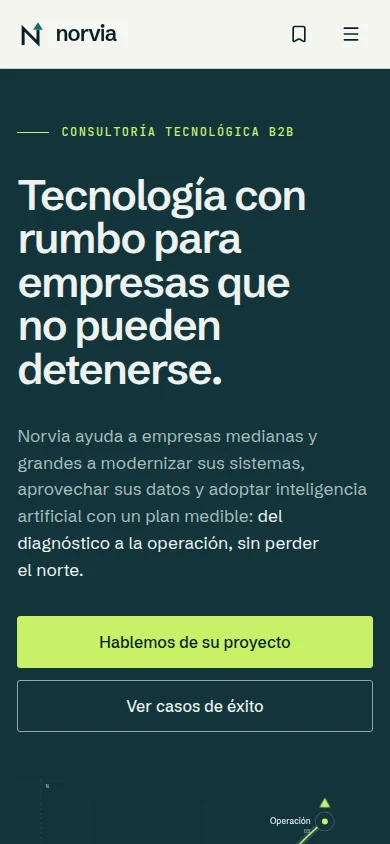 norvia
CONSULTORÍA TECNOLÓGICA B2B
Tecnología con
rumbo para
empresas que
no pueden
detenerse.
Norvia ayuda a empresas medianas y
grandes a modernizar sus sistemas,
aprovechar sus datos y adoptar inteligencia
artificial con un plan medible: del
diagnóstico a la operación, sin perder
el norte.
Hablemos de su proyecto
Ver casos de éxito
N
Operación